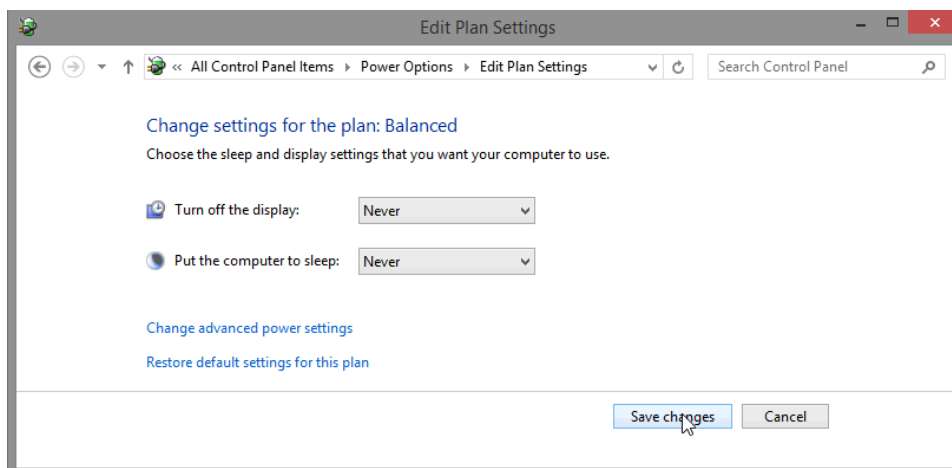 Edit Plan Settings
« All Control Panel Items Power Options Edit Plan Settings Search Control Panel
Change settings for the plan: Balanced
Choose the sleep and display settings that you want your computer to use.
Turn off the display: Never
Put the computer to sleep: Never
Change advanced power settings
Restore default settings for this plan
Save changes Cancel